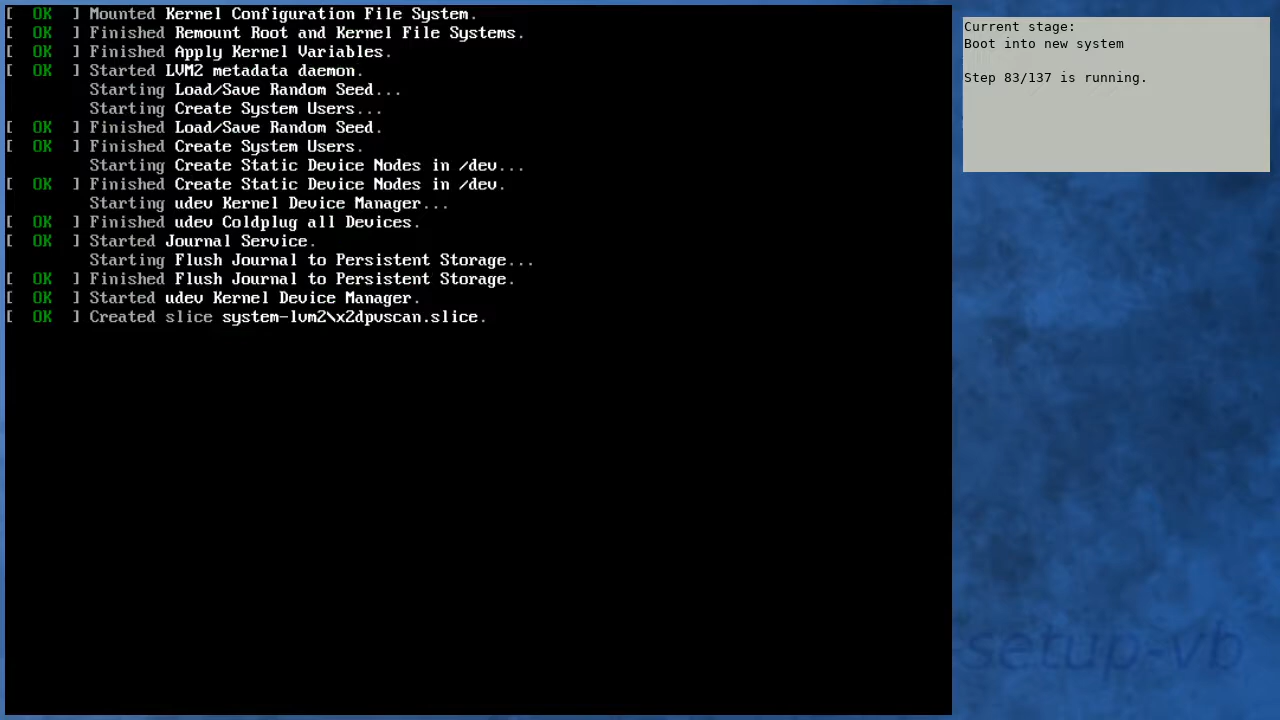 [  OK  ] Mounted Kernel Configuration File System.
[  OK  ] Finished Remount Root and Kernel File Systems.
[  OK  ] Finished Apply Kernel Variables.
[  OK  ] Started LVM2 metadata daemon.
Starting Load/Save Random Seed...
Starting Create System Users...
[  OK  ] Finished Load/Save Random Seed.
[  OK  ] Finished Create System Users.
Starting Create Static Device Nodes in /dev...
[  OK  ] Finished Create Static Device Nodes in /dev.
Starting udev Kernel Device Manager...
[  OK  ] Finished udev Coldplug all Devices.
[  OK  ] Started Journal Service.
Starting Flush Journal to Persistent Storage...
[  OK  ] Finished Flush Journal to Persistent Storage.
[  OK  ] Started udev Kernel Device Manager.
[  OK  ] Created slice system-lvm2\x2dpvscan.slice.
Current stage:
Boot into new system
Step 83/137 is running.
-setup-vb